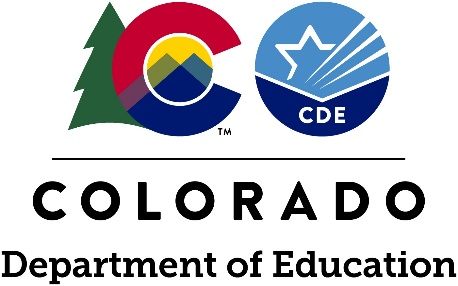 CDE
TM
COLORADO
Department of Education